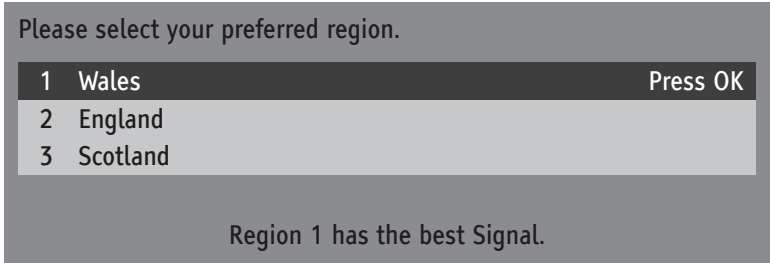 Please select your preferred region.
1 Wales Press OK
2 England
3 Scotland
Region 1 has the best Signal.